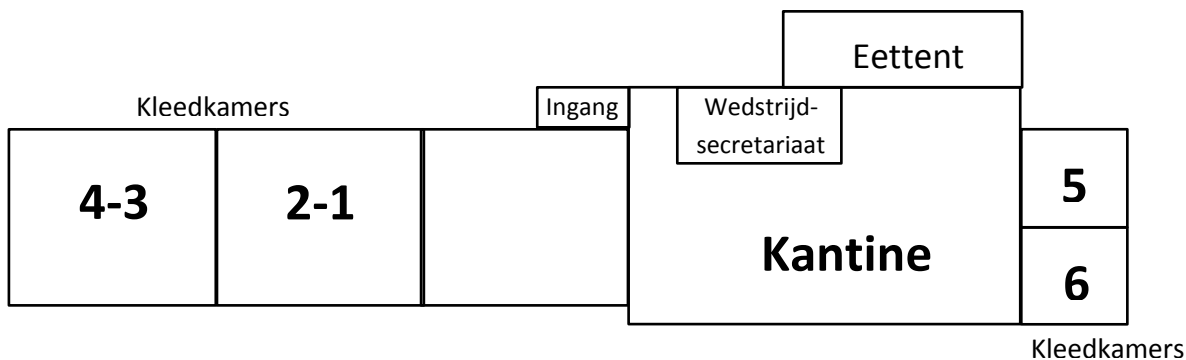 Eettent
Kleedkamers
Ingang
Wedstrijd-
secretariaat
4-3
2-1
5
Kantine
6
Kleedkamers